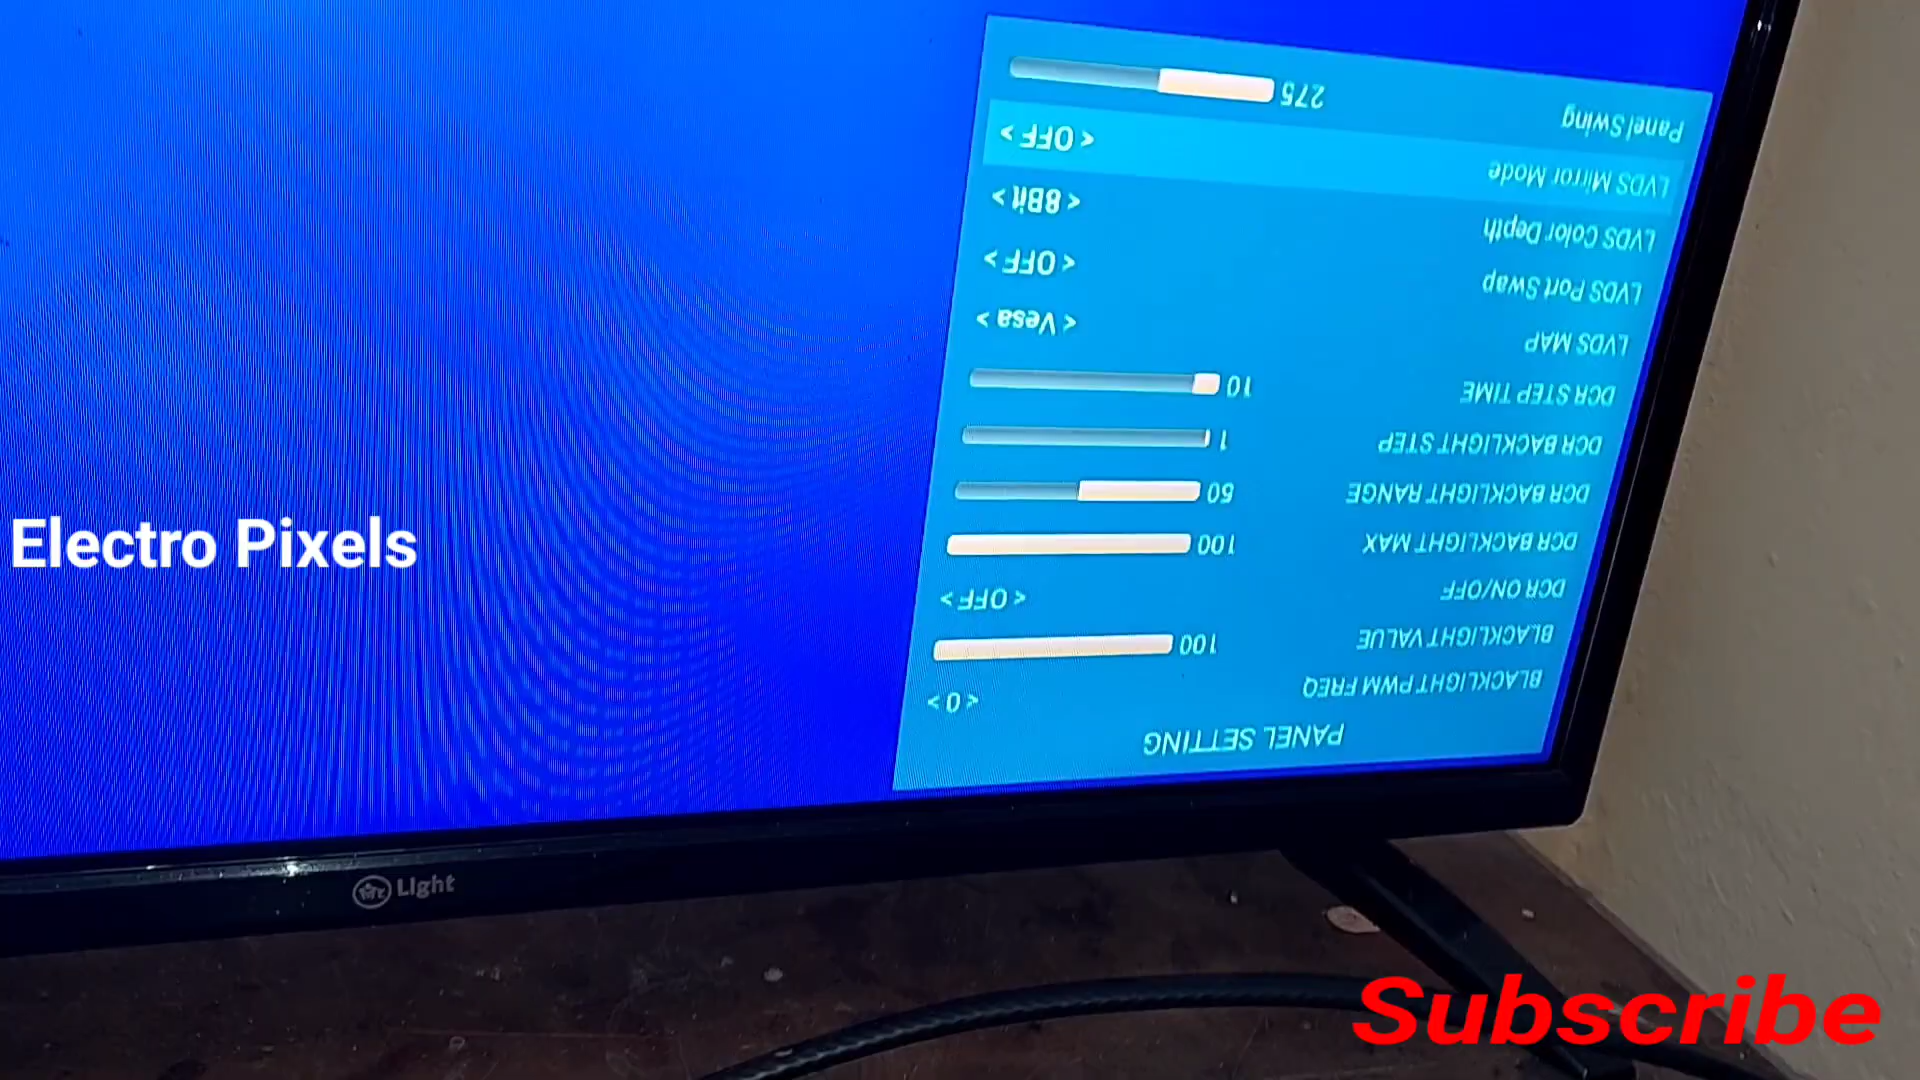 PANEL SETTING
BLACKLIGHT PWM FREQ < 0 >
BLACKLIGHT VALUE 100
DCR ON/OFF < OFF >
DCR BACKLIGHT MAX 100
DCR BACKLIGHT RANGE 50
DCR BACKLIGHT STEP 1
DCR STEP TIME 10
LVDS MAP < Vesa >
LVDS Port Swap < OFF >
LVDS Color Depth < 8Bit >
LVDS Mirror Mode < OFF >
Panel Swing 275
Electro Pixels
Light
Subscribe